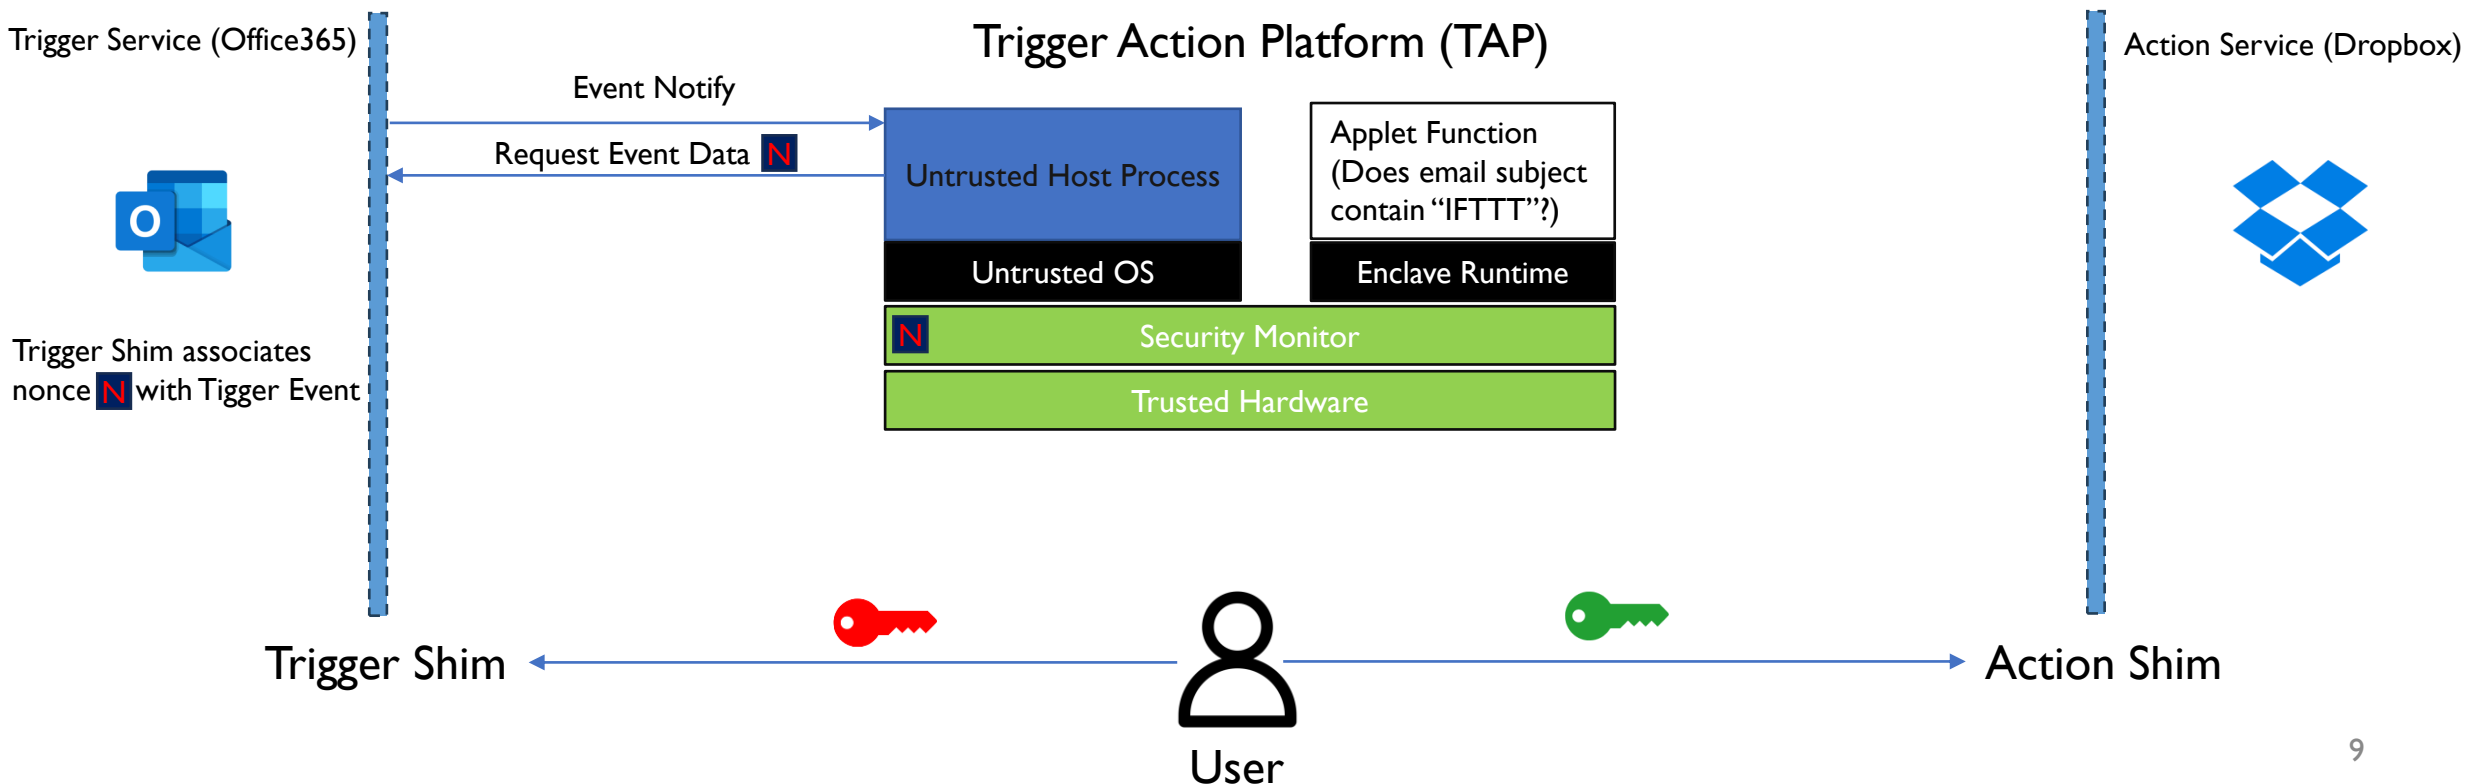 Trigger Service (Office365)
Trigger Action Platform (TAP)
Action Service (Dropbox)
Event Notify
Request Event Data N
Untrusted Host Process
Applet Function
(Does email subject
contain “IFTTT”?)
O
Untrusted OS
Enclave Runtime
N
Security Monitor
Trusted Hardware
Trigger Shim associates
nonce N with Tigger Event
Trigger Shim
Action Shim
User
9